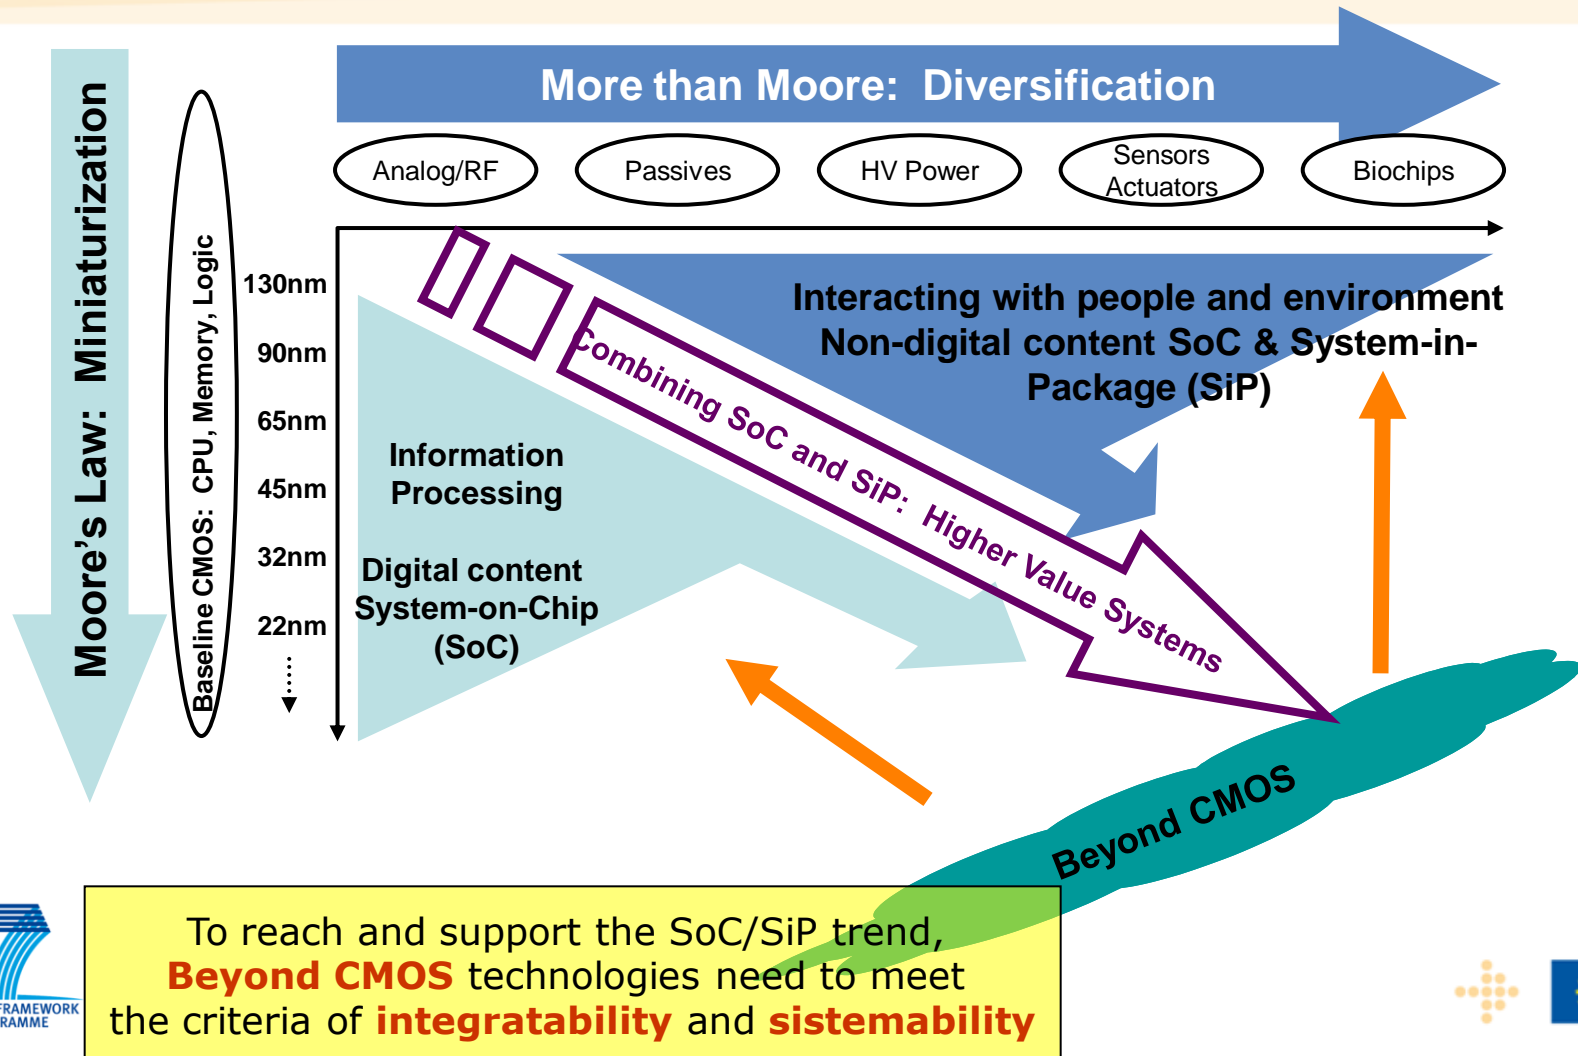 More than Moore:  Diversification
Moore's Law:  Miniaturization
Baseline CMOS:  CPU, Memory, Logic
Analog/RF
Passives
HV Power
Sensors
Actuators
Biochips
130nm
90nm
65nm
45nm
32nm
22nm
Interacting with people and environment
Non-digital content SoC & System-in-
Package (SiP)
Combining SoC and SiP:  Higher Value Systems
Information
Processing
Digital content
System-on-Chip
(SoC)
Beyond CMOS
To reach and support the SoC/SiP trend,
Beyond CMOS technologies need to meet
the criteria of integratability and sistemability
FRAMEWORK
RAMME